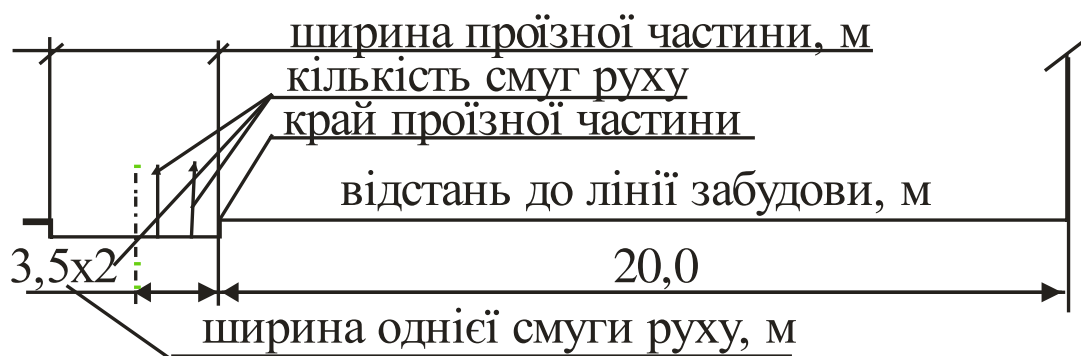 ширина проїзної частини, м
кількість смуг руху
край проїзної частини
відстань до лінії забудови, м
3,5х2
20,0
ширина однієї смуги руху, м